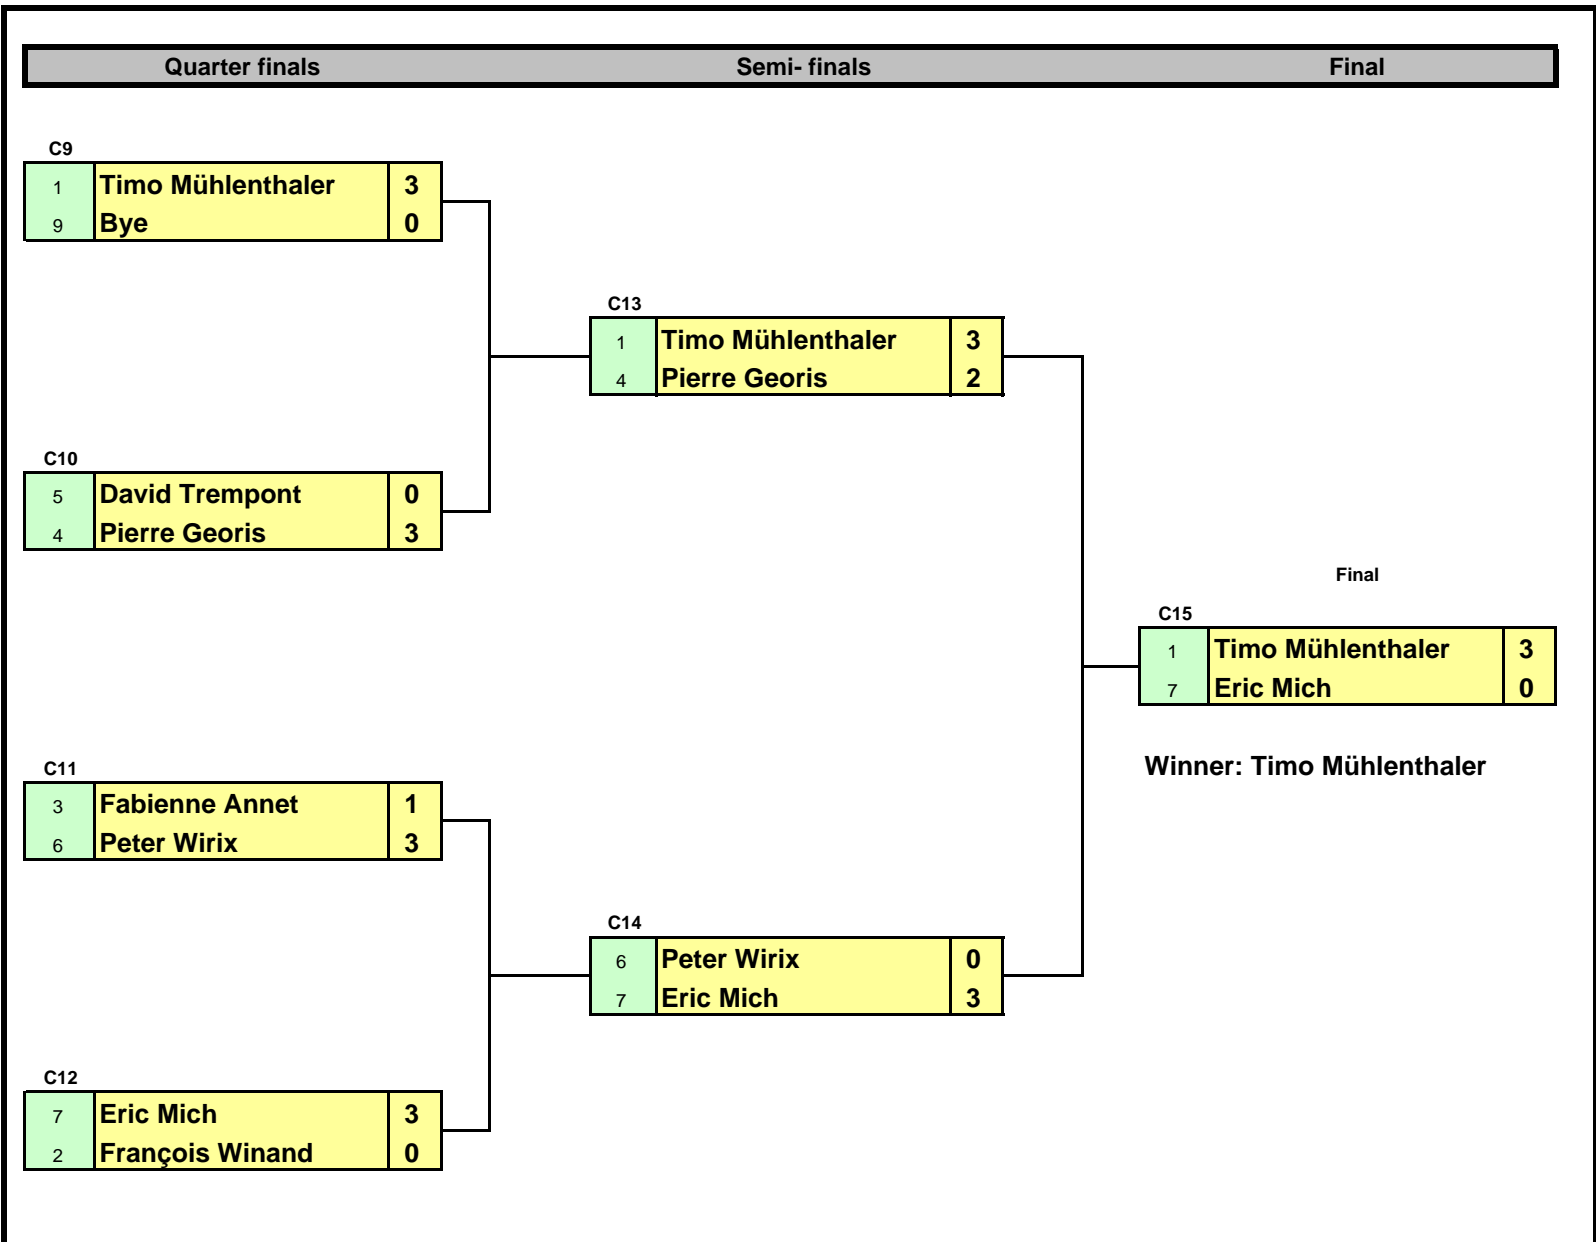 Quarter finals Semi- finals Final
C9
1 Timo Mühlenthaler 3
9 Bye 0
C13
1 Timo Mühlenthaler 3
4 Pierre Georis 2
C10
5 David Trempont 0
4 Pierre Georis 3
Final
C15
1 Timo Mühlenthaler 3
7 Eric Mich 0
Winner: Timo Mühlenthaler
C11
3 Fabienne Annet 1
6 Peter Wirix 3
C14
6 Peter Wirix 0
7 Eric Mich 3
C12
7 Eric Mich 3
2 François Winand 0